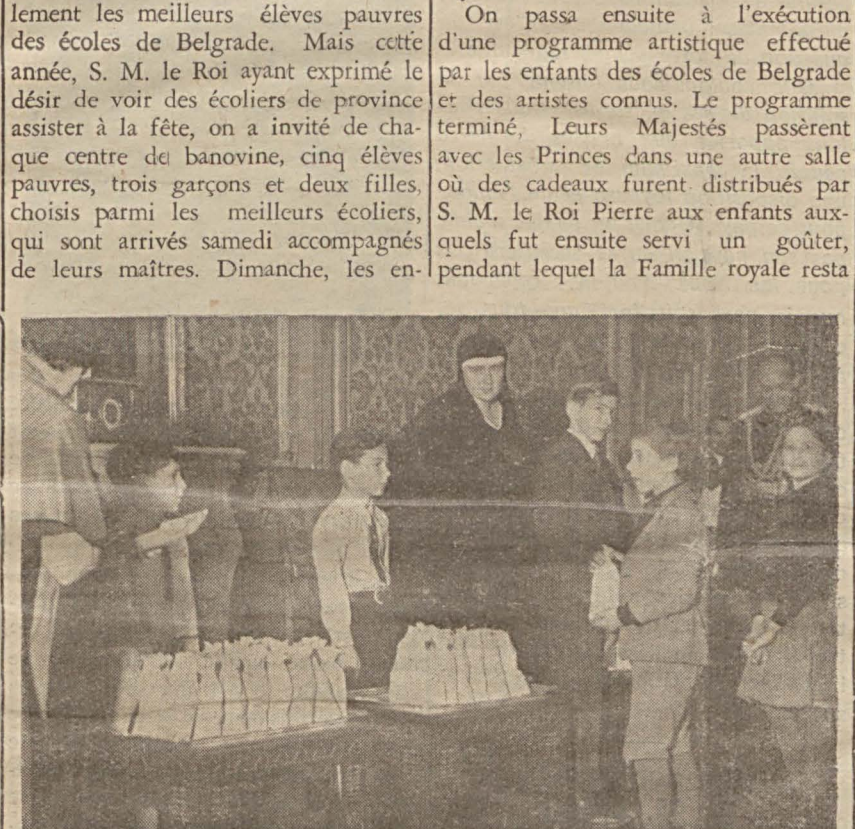 lement les meilleurs élèves pauvres
des écoles de Belgrade. Mais cette
année, S. M. le Roi ayant exprimé le
désir de voir des écoliers de province
assister à la fête, on a invité de cha-
que centre de banovine, cinq élèves
pauvres, trois garçons et deux filles,
choisis parmi les meilleurs écoliers,
qui sont arrivés samedi accompagnés
de leurs maîtres. Dimanche, les en-
On passa ensuite à l'exécution
d'une programme artistique effectué
par les enfants des écoles de Belgrade
et des artistes connus. Le programme
terminé, Leurs Majestés passèrent
avec les Princes dans une autre salle
où des cadeaux furent distribués par
S. M. le Roi Pierre aux enfants aux-
quels fut ensuite servi un goûter,
pendant lequel la Famille royale resta